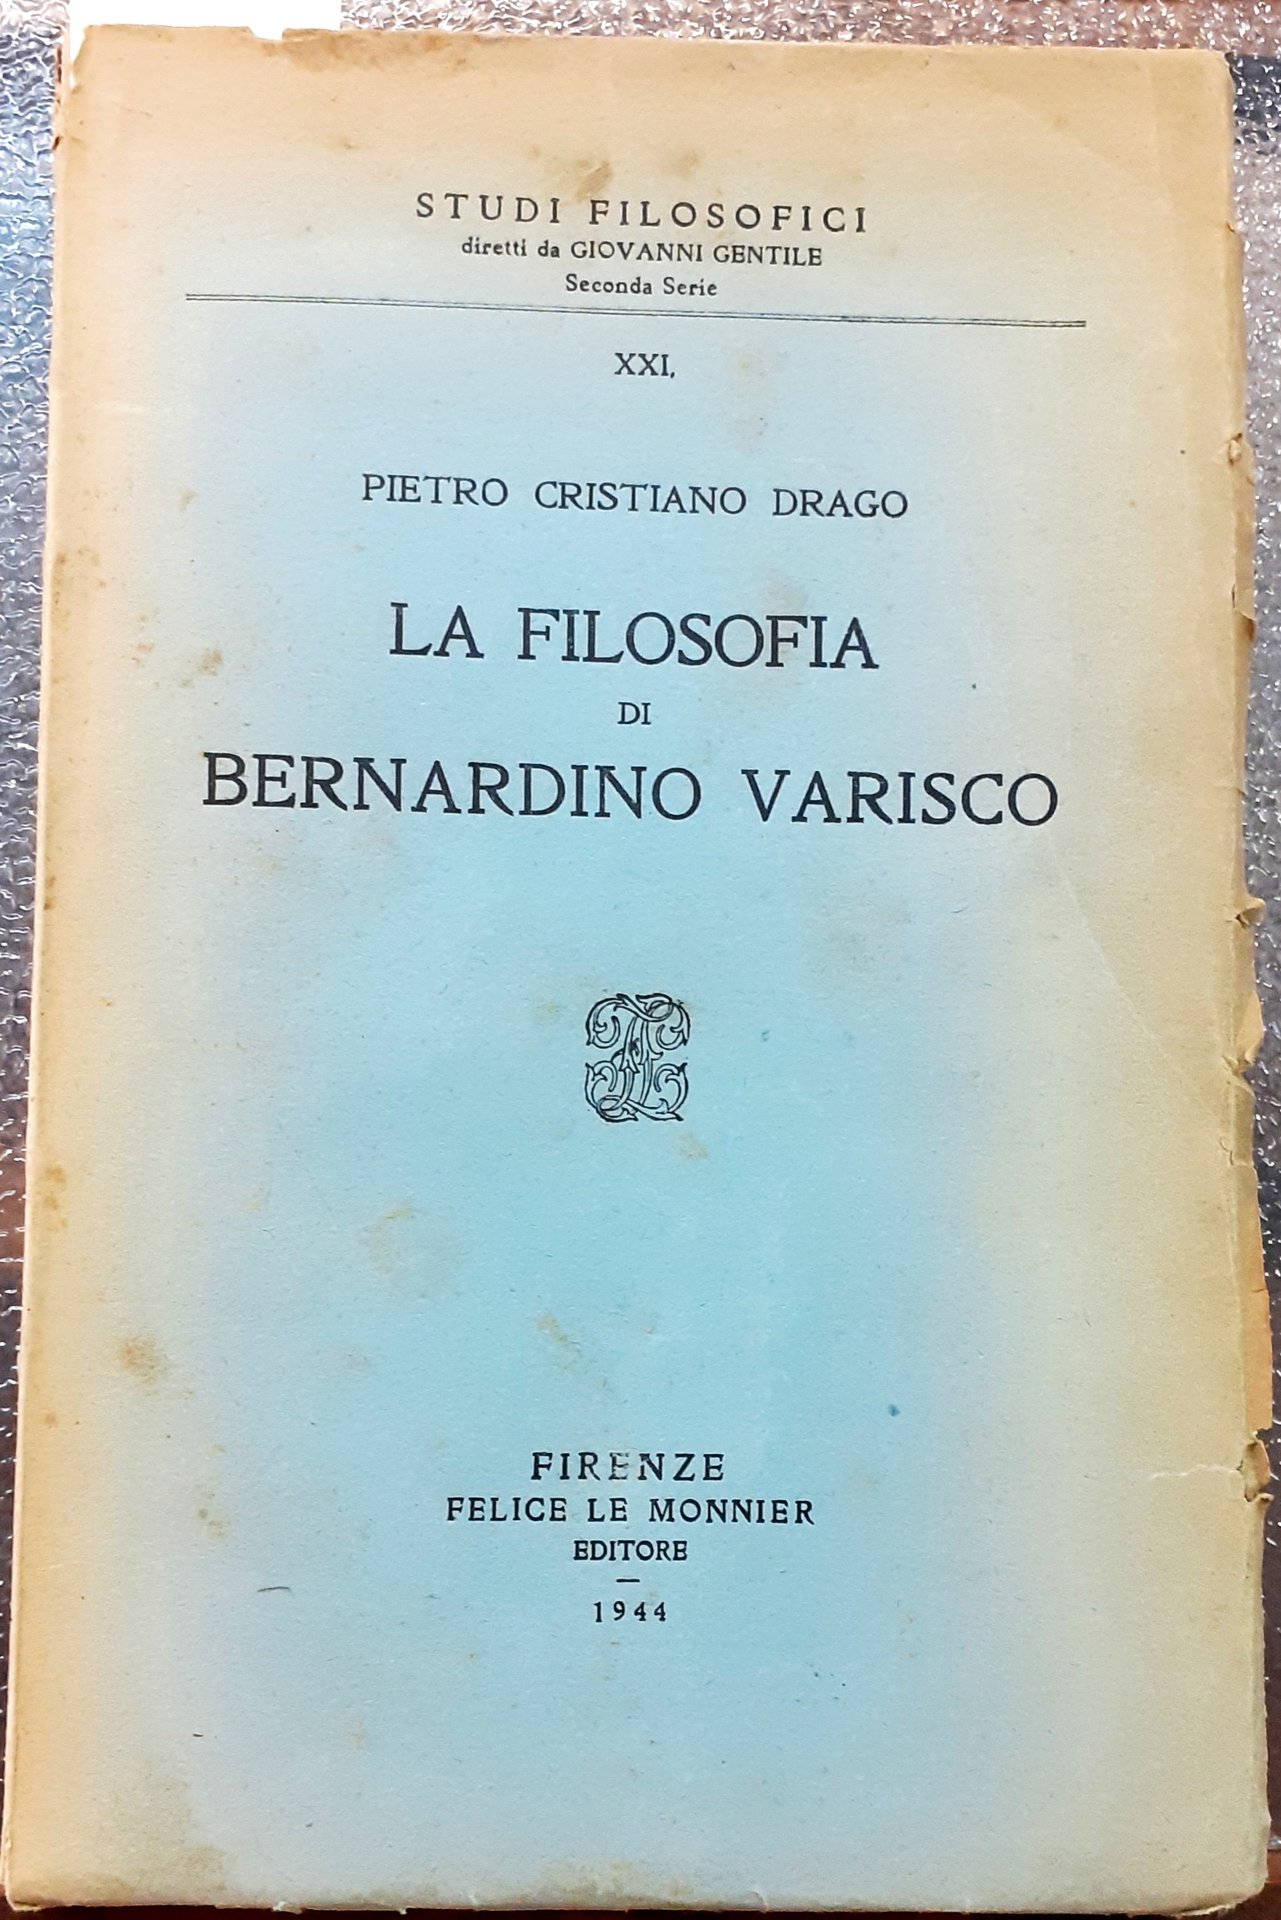 STUDI FILOSOFICI
diretti da GIOVANNI GENTILE
Seconda Serie
XXI.
PIETRO CRISTIANO DRAGO
LA FILOSOFIA
DI
BERNARDINO VARISCO
FIRENZE
FELICE LE MONNIER
EDITORE
1944